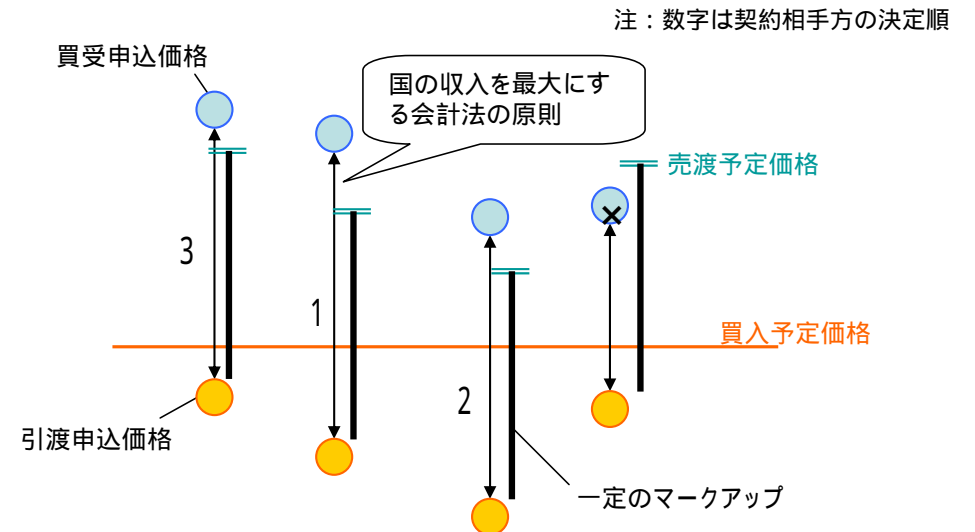 注：数字は契約相手方の決定順
買受申込価格
国の収入を最大にす
る会計法の原則
売渡予定価格
×
3
1
買入予定価格
2
引渡申込価格
一定のマークアップ